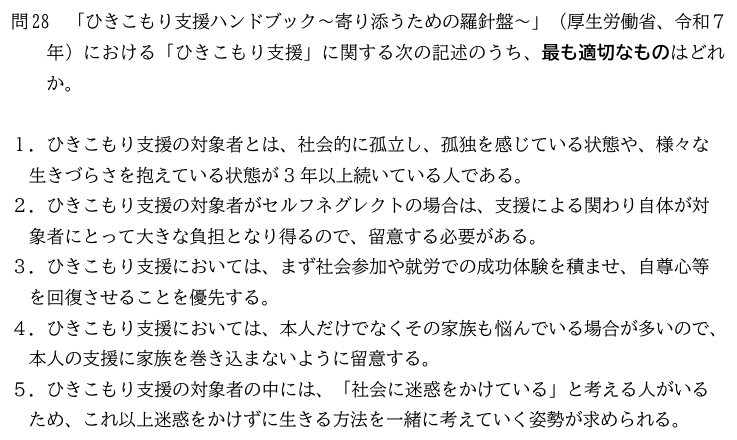 問28　「ひきこもり支援ハンドブック～寄り添うための羅針盤～」（厚生労働省、令和７
年）における「ひきこもり支援」に関する次の記述のうち、最も適切なものはどれ
か。
１．ひきこもり支援の対象者とは、社会的に孤立し、孤独を感じている状態や、様々な
生きづらさを抱えている状態が３年以上続いている人である。
２．ひきこもり支援の対象者がセルフネグレクトの場合は、支援による関わり自体が対
象者にとって大きな負担となり得るので、留意する必要がある。
３．ひきこもり支援においては、まず社会参加や就労での成功体験を積ませ、自尊心等
を回復させることを優先する。
４．ひきこもり支援においては、本人だけでなくその家族も悩んでいる場合が多いので、
本人の支援に家族を巻き込まないように留意する。
５．ひきこもり支援の対象者の中には、「社会に迷惑をかけている」と考える人がいる
ため、これ以上迷惑をかけずに生きる方法を一緒に考えていく姿勢が求められる。